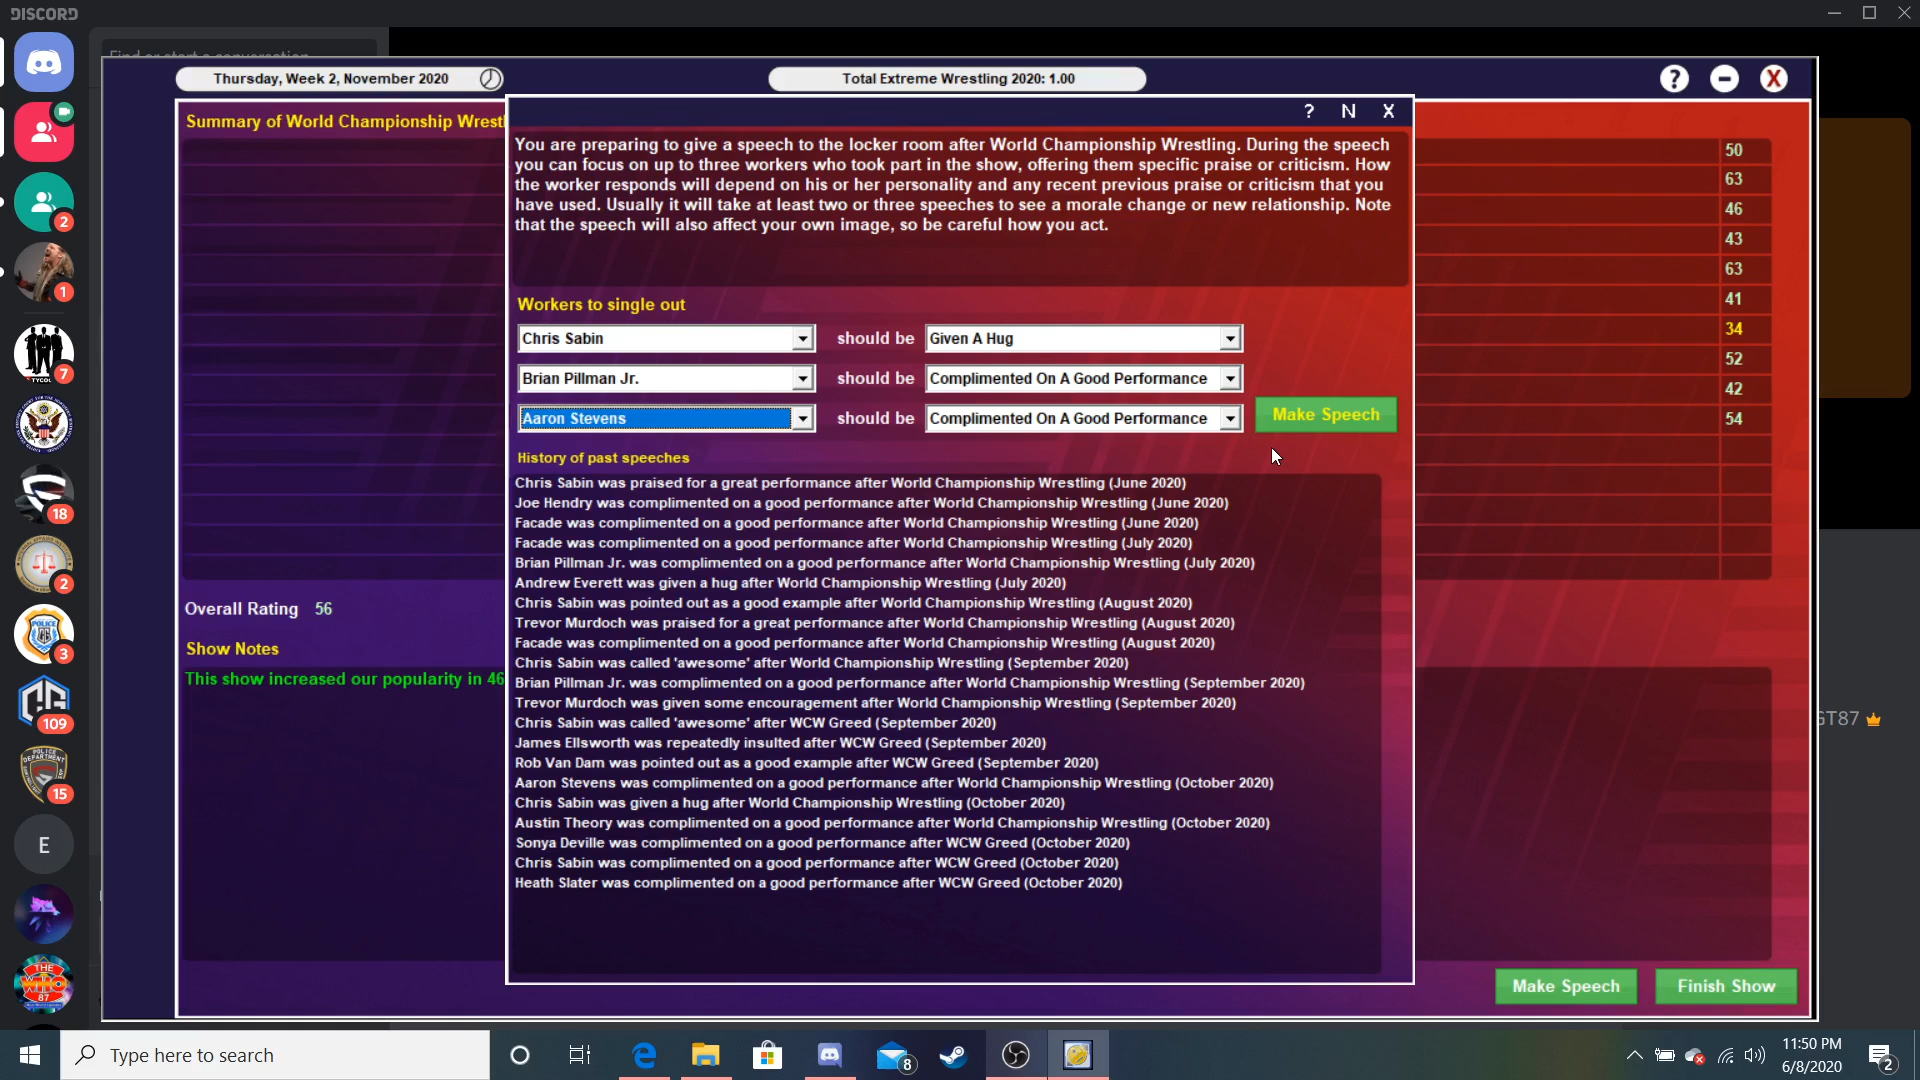 DISCORD
Find or start a conversation
Thursday, Week 2, November 2020
Total Extreme Wrestling 2020: 1.00
?
X
Summary of World Championship Wrestl
? N X
You are preparing to give a speech to the locker room after World Championship Wrestling. During the speech
you can focus on up to three workers who took part in the show, offering them specific praise or criticism. How
the worker responds will depend on his or her personality and any recent previous praise or criticism that you
have used. Usually it will take at least two or three speeches to see a morale change or new relationship. Note
that the speech will also affect your own image, so be careful how you act.
Workers to single out
Chris Sabin should be Given A Hug
Brian Pillman Jr. should be Complimented On A Good Performance
Aaron Stevens should be Complimented On A Good Performance
Make Speech
History of past speeches
Chris Sabin was praised for a great performance after World Championship Wrestling (June 2020)
Joe Hendry was complimented on a good performance after World Championship Wrestling (June 2020)
Facade was complimented on a good performance after World Championship Wrestling (June 2020)
Facade was complimented on a good performance after World Championship Wrestling (July 2020)
Brian Pillman Jr. was complimented on a good performance after World Championship Wrestling (July 2020)
Andrew Everett was given a hug after World Championship Wrestling (July 2020)
Chris Sabin was pointed out as a good example after World Championship Wrestling (August 2020)
Trevor Murdoch was praised for a great performance after World Championship Wrestling (August 2020)
Facade was complimented on a good performance after World Championship Wrestling (August 2020)
Chris Sabin was called 'awesome' after World Championship Wrestling (September 2020)
Brian Pillman Jr. was complimented on a good performance after World Championship Wrestling (September 2020)
Trevor Murdoch was given some encouragement after World Championship Wrestling (September 2020)
Chris Sabin was called 'awesome' after WCW Greed (September 2020)
James Ellsworth was repeatedly insulted after WCW Greed (September 2020)
Rob Van Dam was pointed out as a good example after WCW Greed (September 2020)
Aaron Stevens was complimented on a good performance after World Championship Wrestling (October 2020)
Chris Sabin was given a hug after World Championship Wrestling (October 2020)
Austin Theory was complimented on a good performance after World Championship Wrestling (October 2020)
Sonya Deville was complimented on a good performance after WCW Greed (October 2020)
Chris Sabin was complimented on a good performance after WCW Greed (October 2020)
Heath Slater was complimented on a good performance after WCW Greed (October 2020)
50
63
46
43
63
41
34
52
42
54
Overall Rating 56
Show Notes
This show increased our popularity in 46
GT87
Make Speech
Finish Show
2
1
TYCO
7
18
2
POLICE
3
109
POLICE
DEPARTMENT
15
E
THE
WHO
87
Type here to search
8
11:50 PM
6/8/2020
2